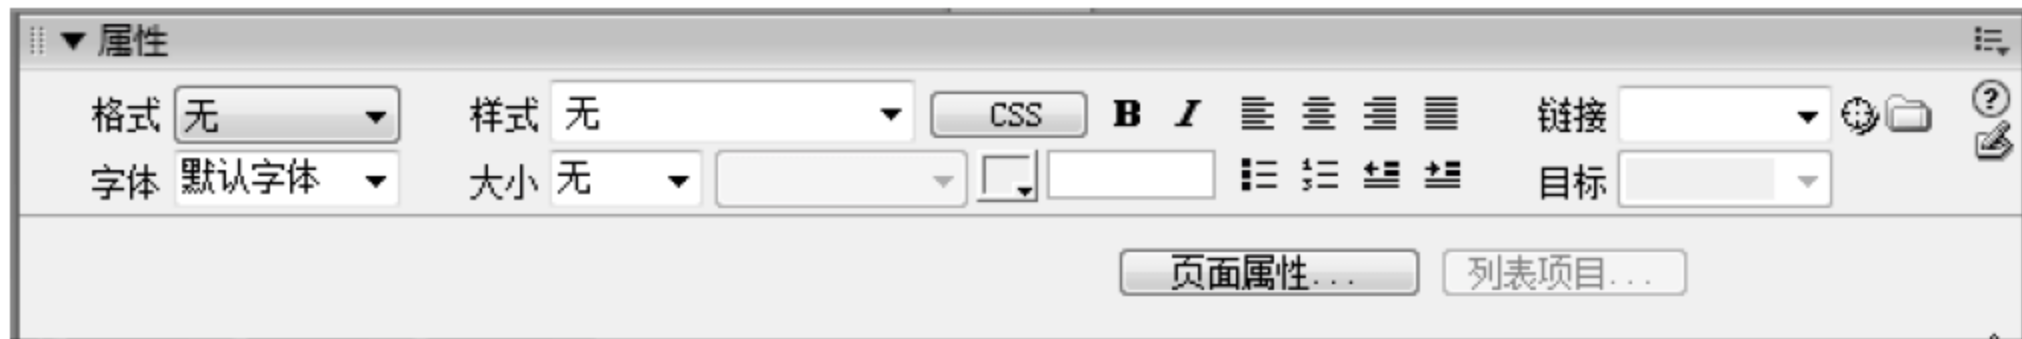 属性
格式 无 样式 无 CSS B I 链接
字体 默认字体 大小 无 目标
页面属性... 列表项目...